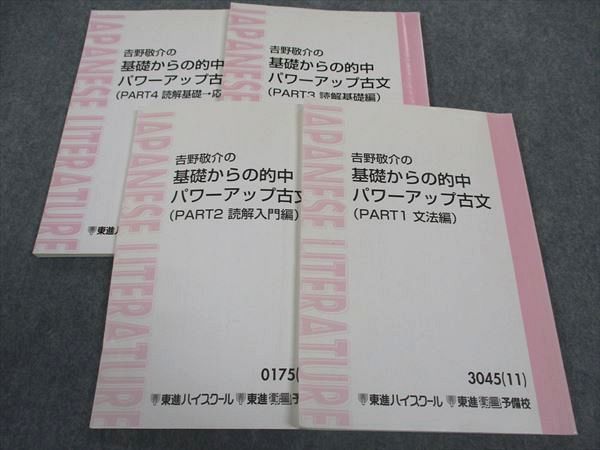 JAPANESE LITERATURE
吉野敬介の
基礎からの的中
パワーアップ古
(PART4 読解基礎→応
東進ハイ
吉野敬介の
基礎からの的中
パワーアップ古文
(PART3 読解基礎編)
JAPANESE LITERATURE
吉野敬介の
基礎からの的中
パワーアップ古文
(PART2 読解入門編)
0175(
東進ハイスクール 東進衛星予
吉野敬介の
基礎からの的中
パワーアップ古文
(PART1 文法編)
3045(11)
東進ハイスクール 東進衛星予備校